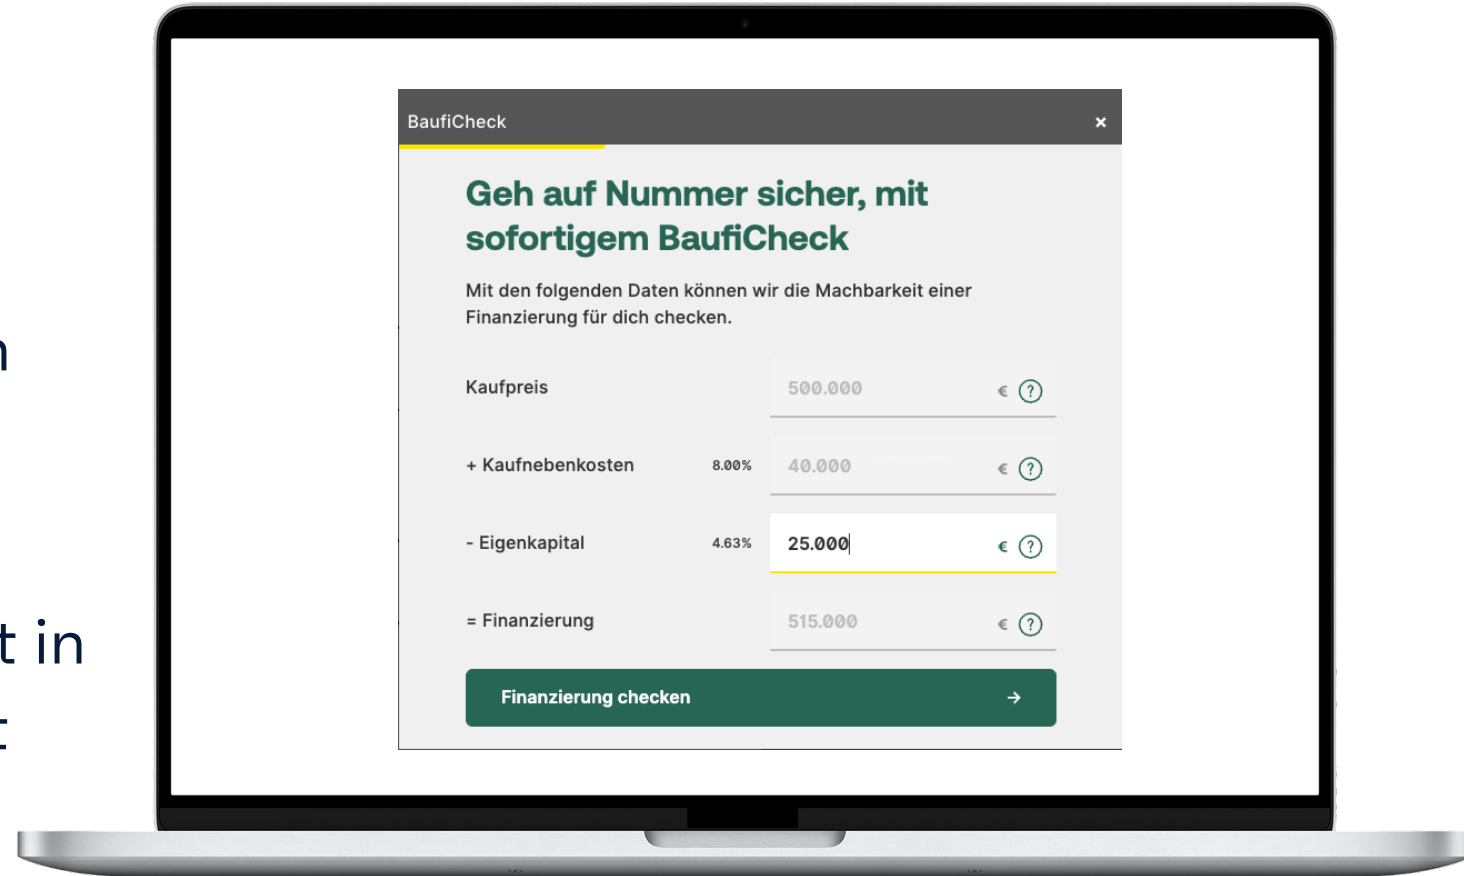 t in
BaufiCheck ×
Geh auf Nummer sicher, mit
sofortigem BaufiCheck
Mit den folgenden Daten können wir die Machbarkeit einer
Finanzierung für dich checken.
Kaufpreis 500.000 € ?
+ Kaufnebenkosten 8.00% 40.000 € ?
- Eigenkapital 4.63% 25.000 € ?
= Finanzierung 515.000 € ?
Finanzierung checken →